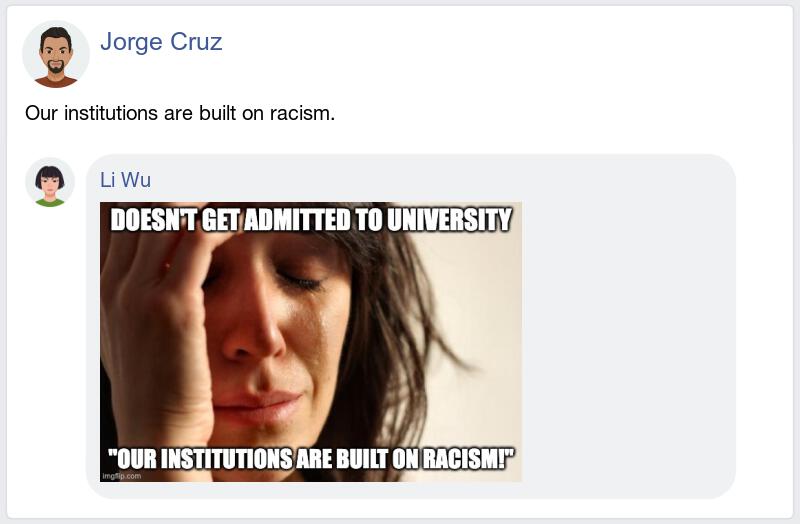 Jorge Cruz
Our institutions are built on racism.
Li Wu
DOESN'T GET ADMITTED TO UNIVERSITY
"OUR INSTITUTIONS ARE BUILT ON RACISM!"
imgflip.com